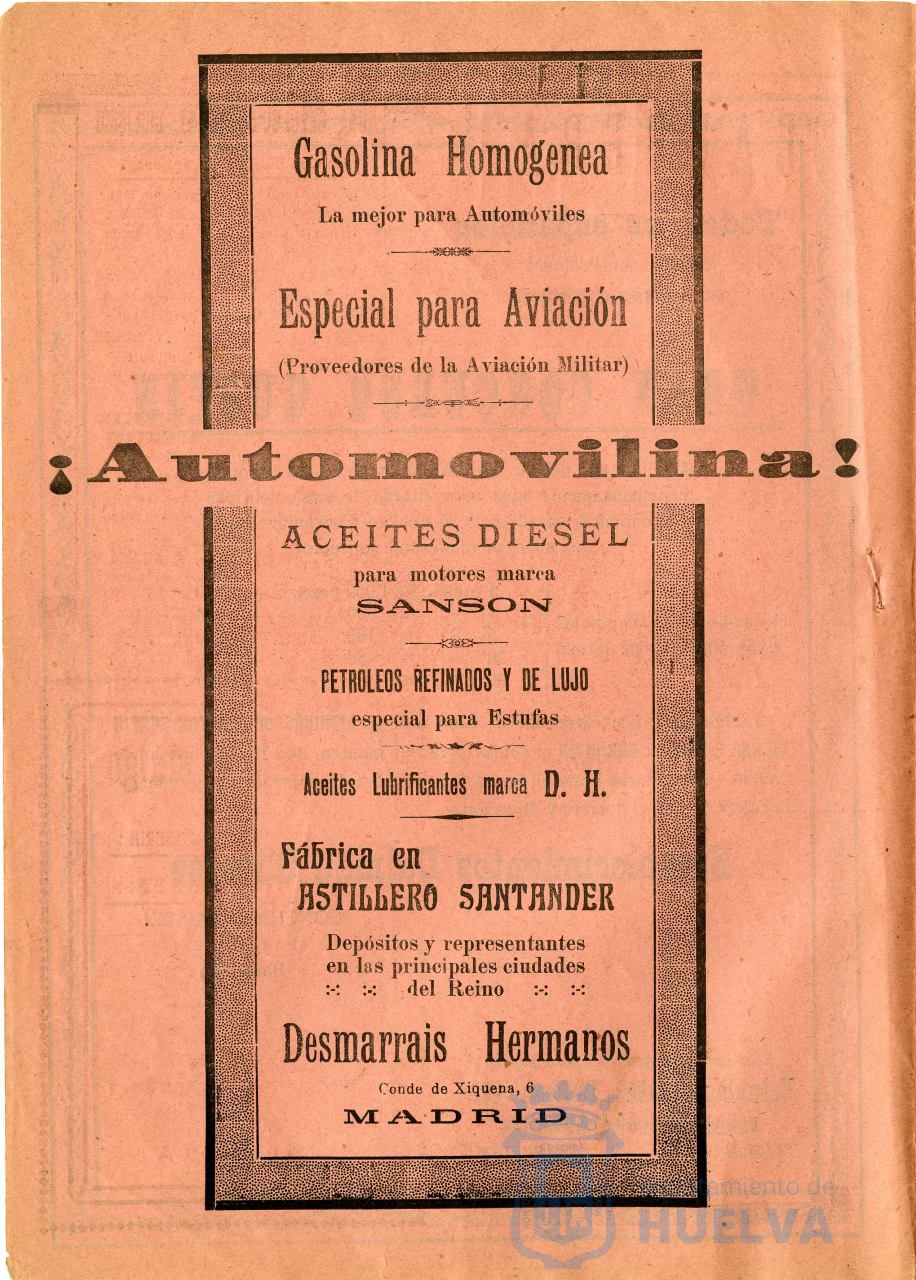 Gasolina Homogenea
La mejor para Automóviles
Especial para Aviación
(Proveedores de la Aviación Militar)
¡Automovilina!
ACEITES DIESEL
para motores marca
SANSON
PETROLEOS REFINADOS Y DE LUJO
especial para Estufas
Aceites Lubrificantes marca D. H.
Fábrica en
ASTILLERO SANTANDER
Depósitos y representantes
en las principales ciudades
:-: :-: del Reino :-: :-:
Desmarrais Hermanos
Conde de Xiquena, 6
MADRID
Ayuntamiento de
HUELVA